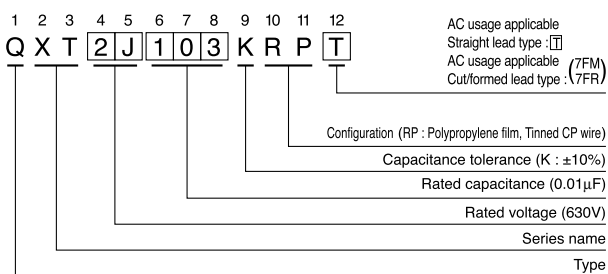 1 2 3 4 5 6 7 8 9 10 11 12
Q X T 2 J 1 0 3 K R P T
AC usage applicable
Straight lead type : T
AC usage applicable (7FM)
Cut/formed lead type : (7FR)
Configuration (RP : Polypropylene film, Tinned CP wire)
Capacitance tolerance (K : ±10%)
Rated capacitance (0.01µF)
Rated voltage (630V)
Series name
Type